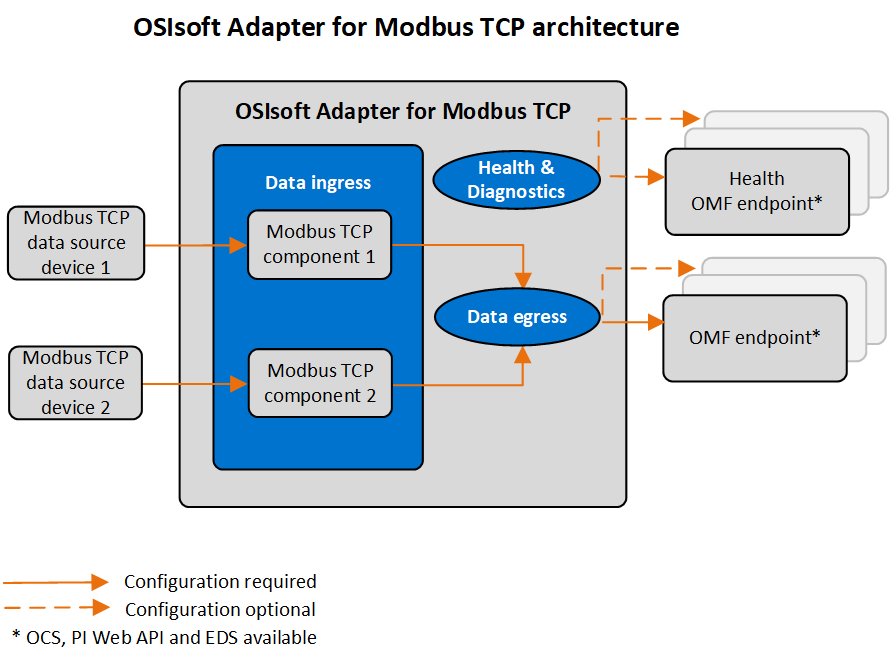 OSIsoft Adapter for Modbus TCP architecture
OSIsoft Adapter for Modbus TCP
Data ingress
Health &
Diagnostics
Health
OMF endpoint*
Modbus TCP
data source
device 1
Modbus TCP
component 1
Data egress
OMF endpoint*
Modbus TCP
data source
device 2
Modbus TCP
component 2
Configuration required
Configuration optional
* OCS, PI Web API and EDS available